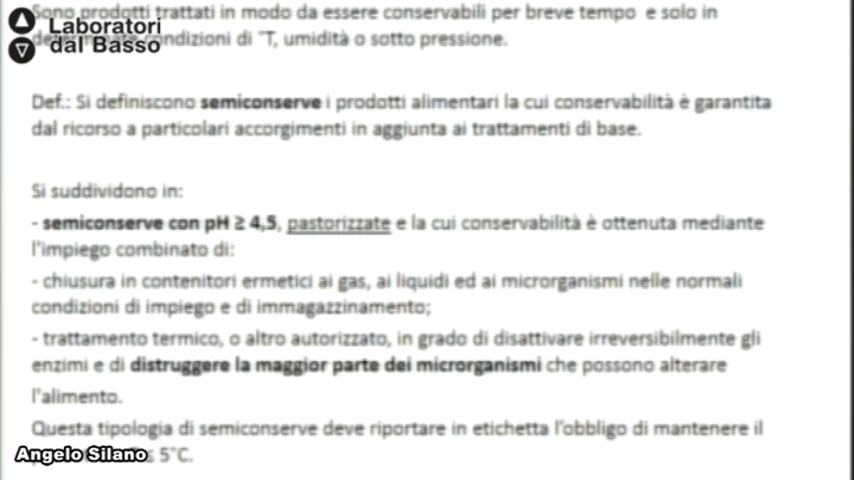 Sono prodotti trattati in modo da essere conservabili per breve tempo e solo in
condizioni di °T, umidità o sotto pressione.
Laboratori
dal Basso
Def.: Si definiscono semiconserve i prodotti alimentari la cui conservabilità è garantita
dal ricorso a particolari accorgimenti in aggiunta ai trattamenti di base.
Si suddividono in:
- semiconserve con pH ≥ 4,5, pastorizzate e la cui conservabilità è ottenuta mediante
l'impiego combinato di:
- chiusura in contenitori ermetici ai gas, ai liquidi ed ai microrganismi nelle normali
condizioni di impiego e di immagazzinamento;
- trattamento termico, o altro autorizzato, in grado di disattivare irreversibilmente gli
enzimi e di distruggere la maggior parte dei microrganismi che possono alterare
l'alimento.
Questa tipologia di semiconserve deve riportare in etichetta l'obbligo di mantenere il
5°C.
Angelo Silano